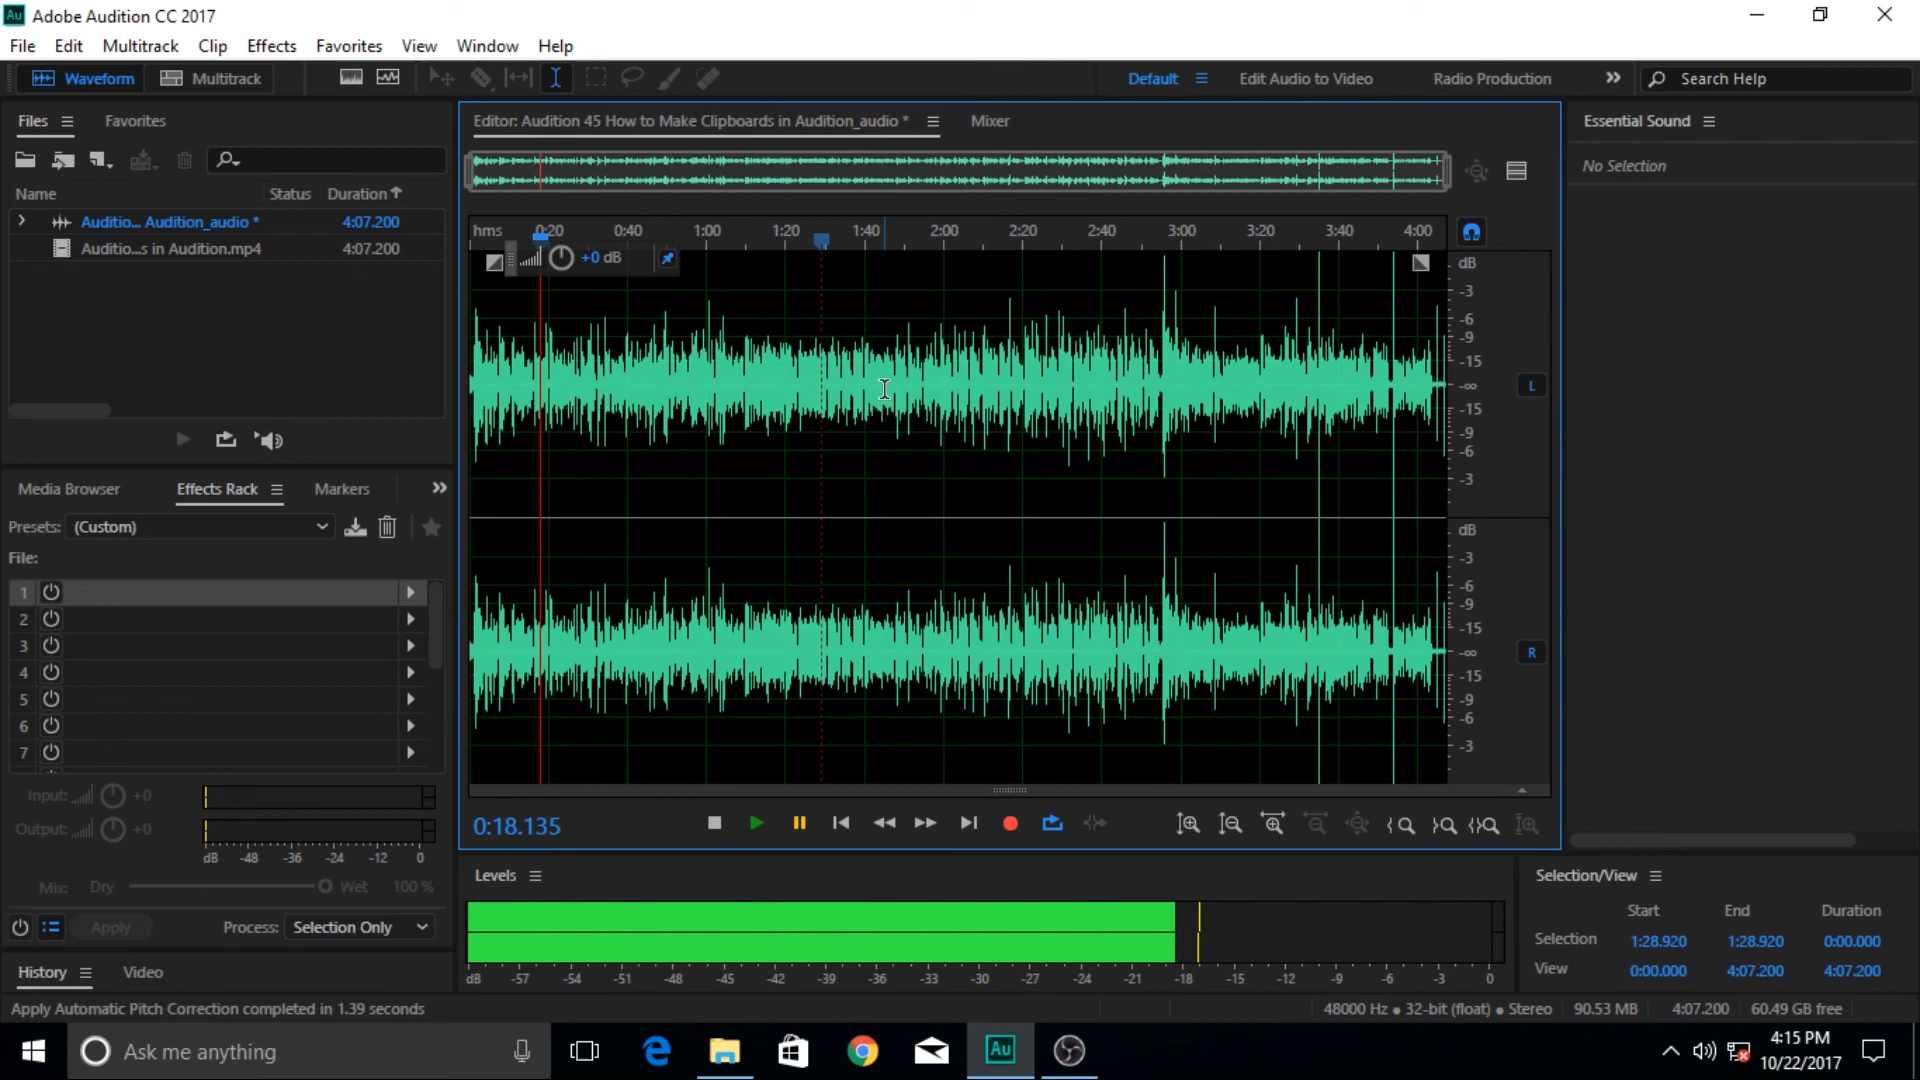 Au Adobe Audition CC 2017
File Edit Multitrack Clip Effects Favorites View Window Help
Waveform Multitrack Default Edit Audio to Video Radio Production Search Help
Files Favorites
Name Status Duration
Auditio... Audition_audio * 4:07.200
Auditio...s in Audition.mp4 4:07.200
Media Browser Effects Rack Markers
Presets: (Custom)
File:
1
2
3
4
5
6
7
Input: +0
Output: +0
dB -48 -36 -24 -12 0
Mix: Dry Wet 100 %
Apply Process: Selection Only
History Video
Editor: Audition 45 How to Make Clipboards in Audition_audio * Mixer
hms 0:20 0:40 1:00 1:20 1:40 2:00 2:20 2:40 3:00 3:20 3:40 4:00
+0 dB
dB
-3
-6
-9
-15
-∞
-15
-9
-6
-3
L
dB
-3
-6
-9
-15
-∞
-15
-9
-6
-3
R
0:18.135
Levels
dB -57 -54 -51 -48 -45 -42 -39 -36 -33 -30 -27 -24 -21 -18 -15 -12 -9 -6 -3 0
Essential Sound
No Selection
Selection/View
Start End Duration
Selection 1:28.920 1:28.920 0:00.000
View 0:00.000 4:07.200 4:07.200
Apply Automatic Pitch Correction completed in 1.39 seconds
48000 Hz ● 32-bit (float) ● Stereo 90.53 MB 4:07.200 60.49 GB free
Ask me anything Au 4:15 PM
10/22/2017